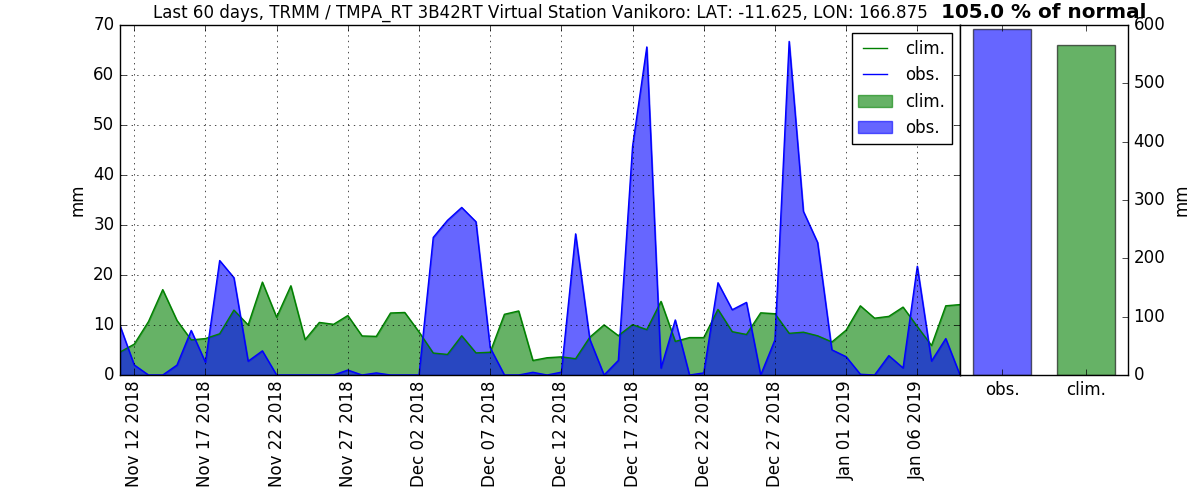 Last 60 days, TRMM / TMPA_RT 3B42RT Virtual Station Vanikoro: LAT: -11.625, LON: 166.875
105.0 % of normal
70
60
50
40
30
20
10
0
mm
clim.
obs.
clim.
obs.
600
500
400
300
200
100
0
mm
Nov 12 2018
Nov 17 2018
Nov 22 2018
Nov 27 2018
Dec 02 2018
Dec 07 2018
Dec 12 2018
Dec 17 2018
Dec 22 2018
Dec 27 2018
Jan 01 2019
Jan 06 2019
obs.
clim.